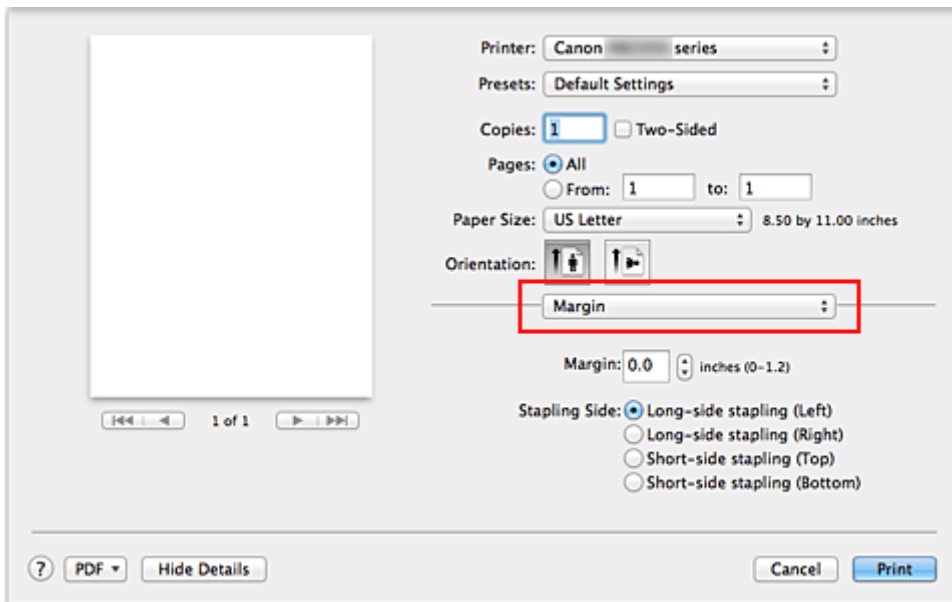 Printer: Canon series
Presets: Default Settings
Copies: 1 Two-Sided
Pages: All
From: 1 to: 1
Paper Size: US Letter 8.50 by 11.00 inches
Orientation:
Margin
Margin: 0.0 inches (0-1.2)
Stapling Side: Long-side stapling (Left)
Long-side stapling (Right)
Short-side stapling (Top)
Short-side stapling (Bottom)
1 of 1
? PDF Hide Details Cancel Print